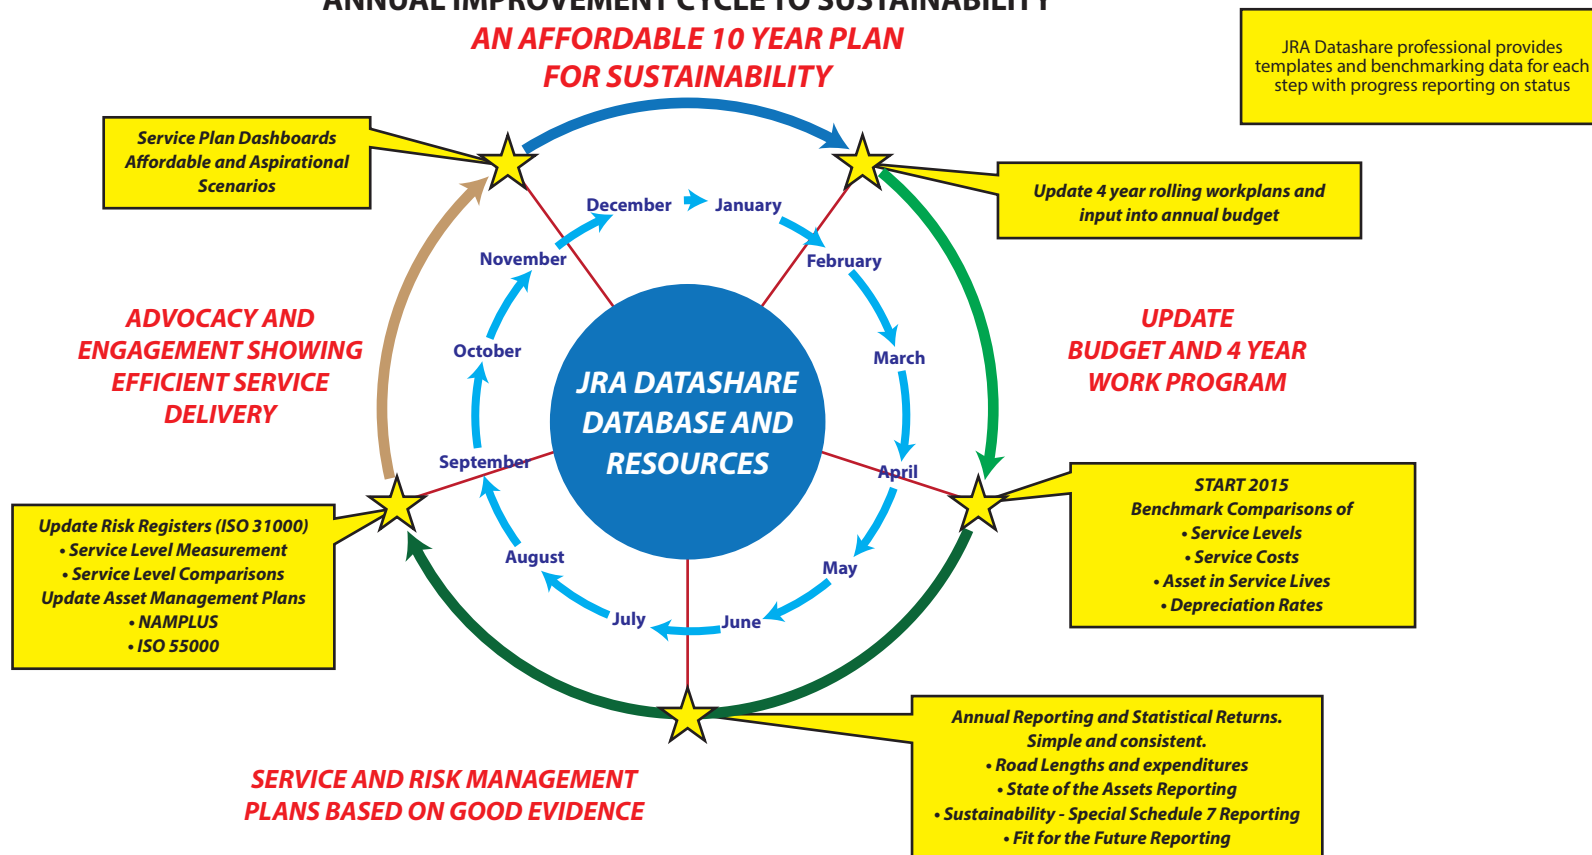 ANNUAL IMPROVEMENT CYCLE TO SUSTAINABILITY
AN AFFORDABLE 10 YEAR PLAN
FOR SUSTAINABILITY
JRA Datashare professional provides
templates and benchmarking data for each
step with progress reporting on status
Service Plan Dashboards
Affordable and Aspirational
Scenarios
Update 4 year rolling workplans and
input into annual budget
December
January
November
February
ADVOCACY AND
ENGAGEMENT SHOWING
EFFICIENT SERVICE
DELIVERY
October
March
UPDATE
BUDGET AND 4 YEAR
WORK PROGRAM
JRA DATASHARE
DATABASE AND
RESOURCES
September
April
START 2015
Benchmark Comparisons of
• Service Levels
• Service Costs
• Asset in Service Lives
• Depreciation Rates
Update Risk Registers (ISO 31000)
• Service Level Measurement
• Service Level Comparisons
Update Asset Management Plans
• NAMPLUS
• ISO 55000
August
May
July
June
Annual Reporting and Statistical Returns.
Simple and consistent.
• Road Lengths and expenditures
• State of the Assets Reporting
• Sustainability - Special Schedule 7 Reporting
• Fit for the Future Reporting
SERVICE AND RISK MANAGEMENT
PLANS BASED ON GOOD EVIDENCE